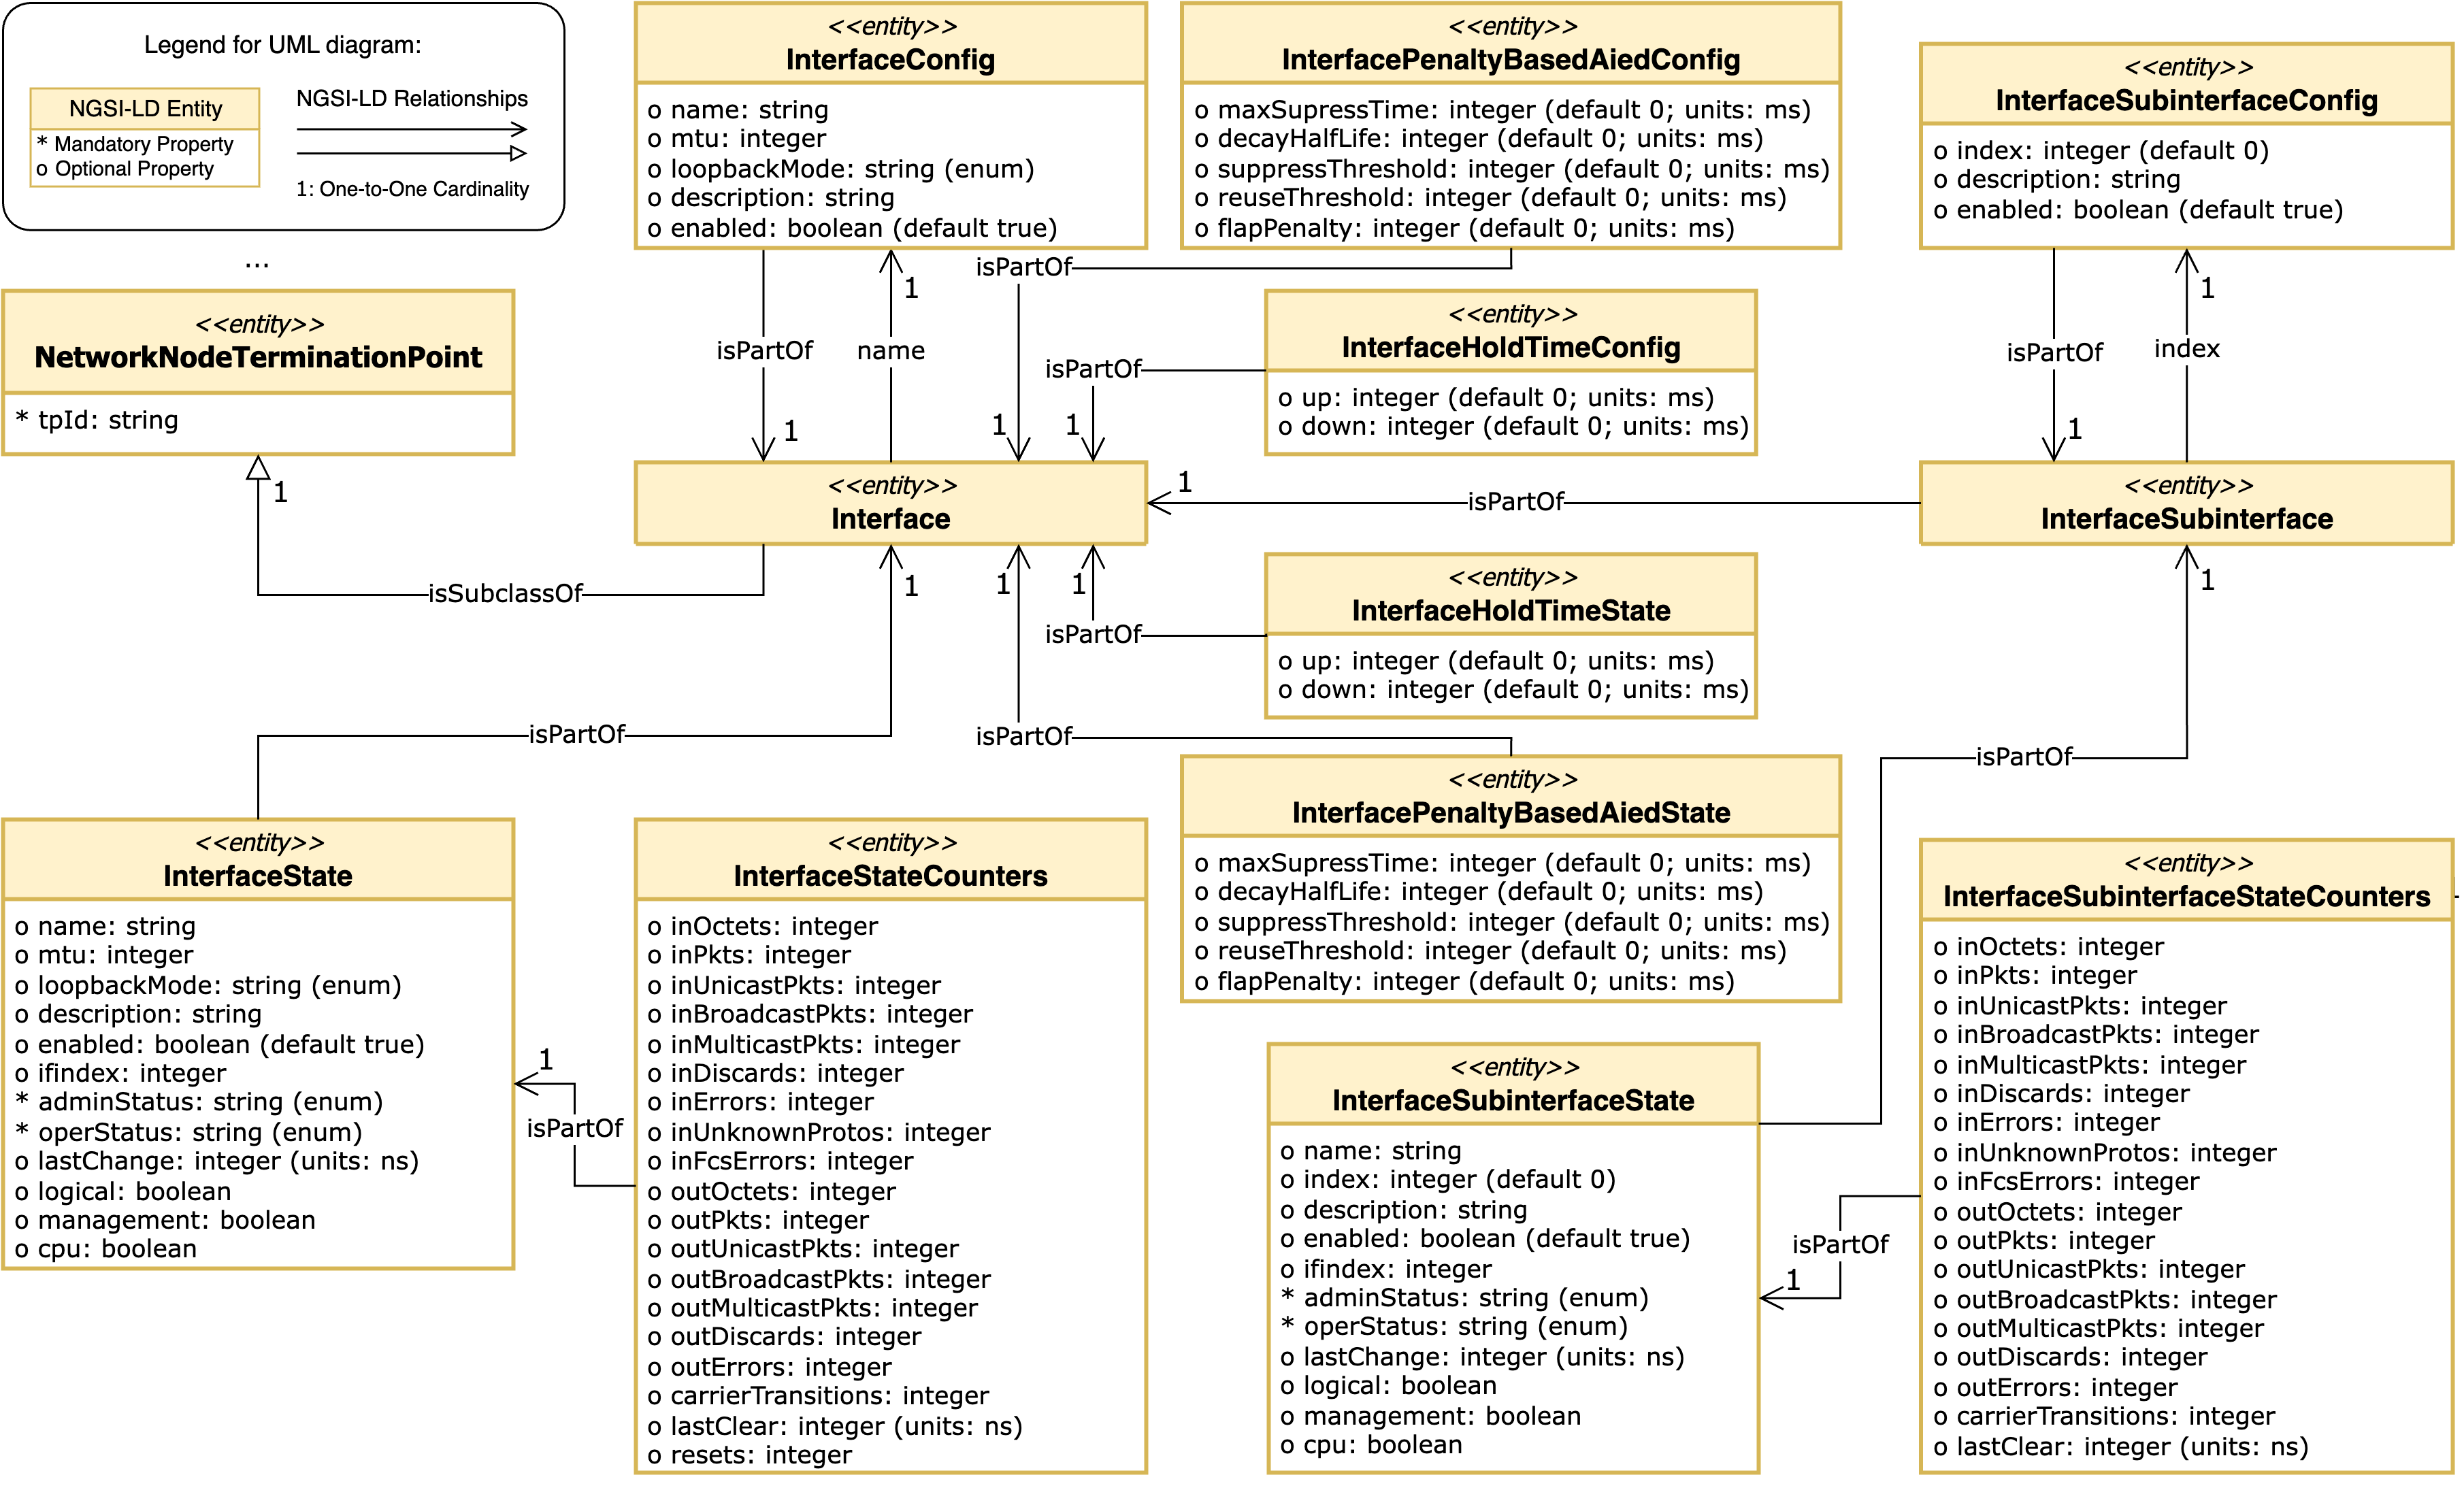 Legend for UML diagram:
NGSI-LD Entity
* Mandatory Property
o Optional Property
NGSI-LD Relationships
1: One-to-One Cardinality
...
<<entity>>
InterfaceConfig
o name: string
o mtu: integer
o loopbackMode: string (enum)
o description: string
o enabled: boolean (default true)
<<entity>>
InterfacePenaltyBasedAiedConfig
o maxSupressTime: integer (default 0; units: ms)
o decayHalfLife: integer (default 0; units: ms)
o suppressThreshold: integer (default 0; units: ms)
o reuseThreshold: integer (default 0; units: ms)
o flapPenalty: integer (default 0; units: ms)
<<entity>>
InterfaceSubinterfaceConfig
o index: integer (default 0)
o description: string
o enabled: boolean (default true)
isPartOf
1
name
1
isPartOf
1
isPartOf
1
<<entity>>
InterfaceHoldTimeConfig
o up: integer (default 0; units: ms)
o down: integer (default 0; units: ms)
isPartOf
1
index
1
<<entity>>
NetworkNodeTerminationPoint
* tpId: string
1
isSubclassOf
<<entity>>
Interface
1
isPartOf
<<entity>>
InterfaceSubinterface
1
1
1
isPartOf
<<entity>>
InterfaceHoldTimeState
o up: integer (default 0; units: ms)
o down: integer (default 0; units: ms)
1
isPartOf
isPartOf
isPartOf
<<entity>>
InterfacePenaltyBasedAiedState
o maxSupressTime: integer (default 0; units: ms)
o decayHalfLife: integer (default 0; units: ms)
o suppressThreshold: integer (default 0; units: ms)
o reuseThreshold: integer (default 0; units: ms)
o flapPenalty: integer (default 0; units: ms)
<<entity>>
InterfaceState
o name: string
o mtu: integer
o loopbackMode: string (enum)
o description: string
o enabled: boolean (default true)
o ifindex: integer
* adminStatus: string (enum)
* operStatus: string (enum)
o lastChange: integer (units: ns)
o logical: boolean
o management: boolean
o cpu: boolean
1
isPartOf
<<entity>>
InterfaceStateCounters
o inOctets: integer
o inPkts: integer
o inUnicastPkts: integer
o inBroadcastPkts: integer
o inMulticastPkts: integer
o inDiscards: integer
o inErrors: integer
o inUnknownProtos: integer
o inFcsErrors: integer
o outOctets: integer
o outPkts: integer
o outUnicastPkts: integer
o outBroadcastPkts: integer
o outMulticastPkts: integer
o outDiscards: integer
o outErrors: integer
o carrierTransitions: integer
o lastClear: integer (units: ns)
o resets: integer
<<entity>>
InterfaceSubinterfaceState
o name: string
o index: integer (default 0)
o description: string
o enabled: boolean (default true)
o ifindex: integer
* adminStatus: string (enum)
* operStatus: string (enum)
o lastChange: integer (units: ns)
o logical: boolean
o management: boolean
o cpu: boolean
isPartOf
1
<<entity>>
InterfaceSubinterfaceStateCounters
o inOctets: integer
o inPkts: integer
o inUnicastPkts: integer
o inBroadcastPkts: integer
o inMulticastPkts: integer
o inDiscards: integer
o inErrors: integer
o inUnknownProtos: integer
o inFcsErrors: integer
o outOctets: integer
o outPkts: integer
o outUnicastPkts: integer
o outBroadcastPkts: integer
o outMulticastPkts: integer
o outDiscards: integer
o outErrors: integer
o carrierTransitions: integer
o lastClear: integer (units: ns)